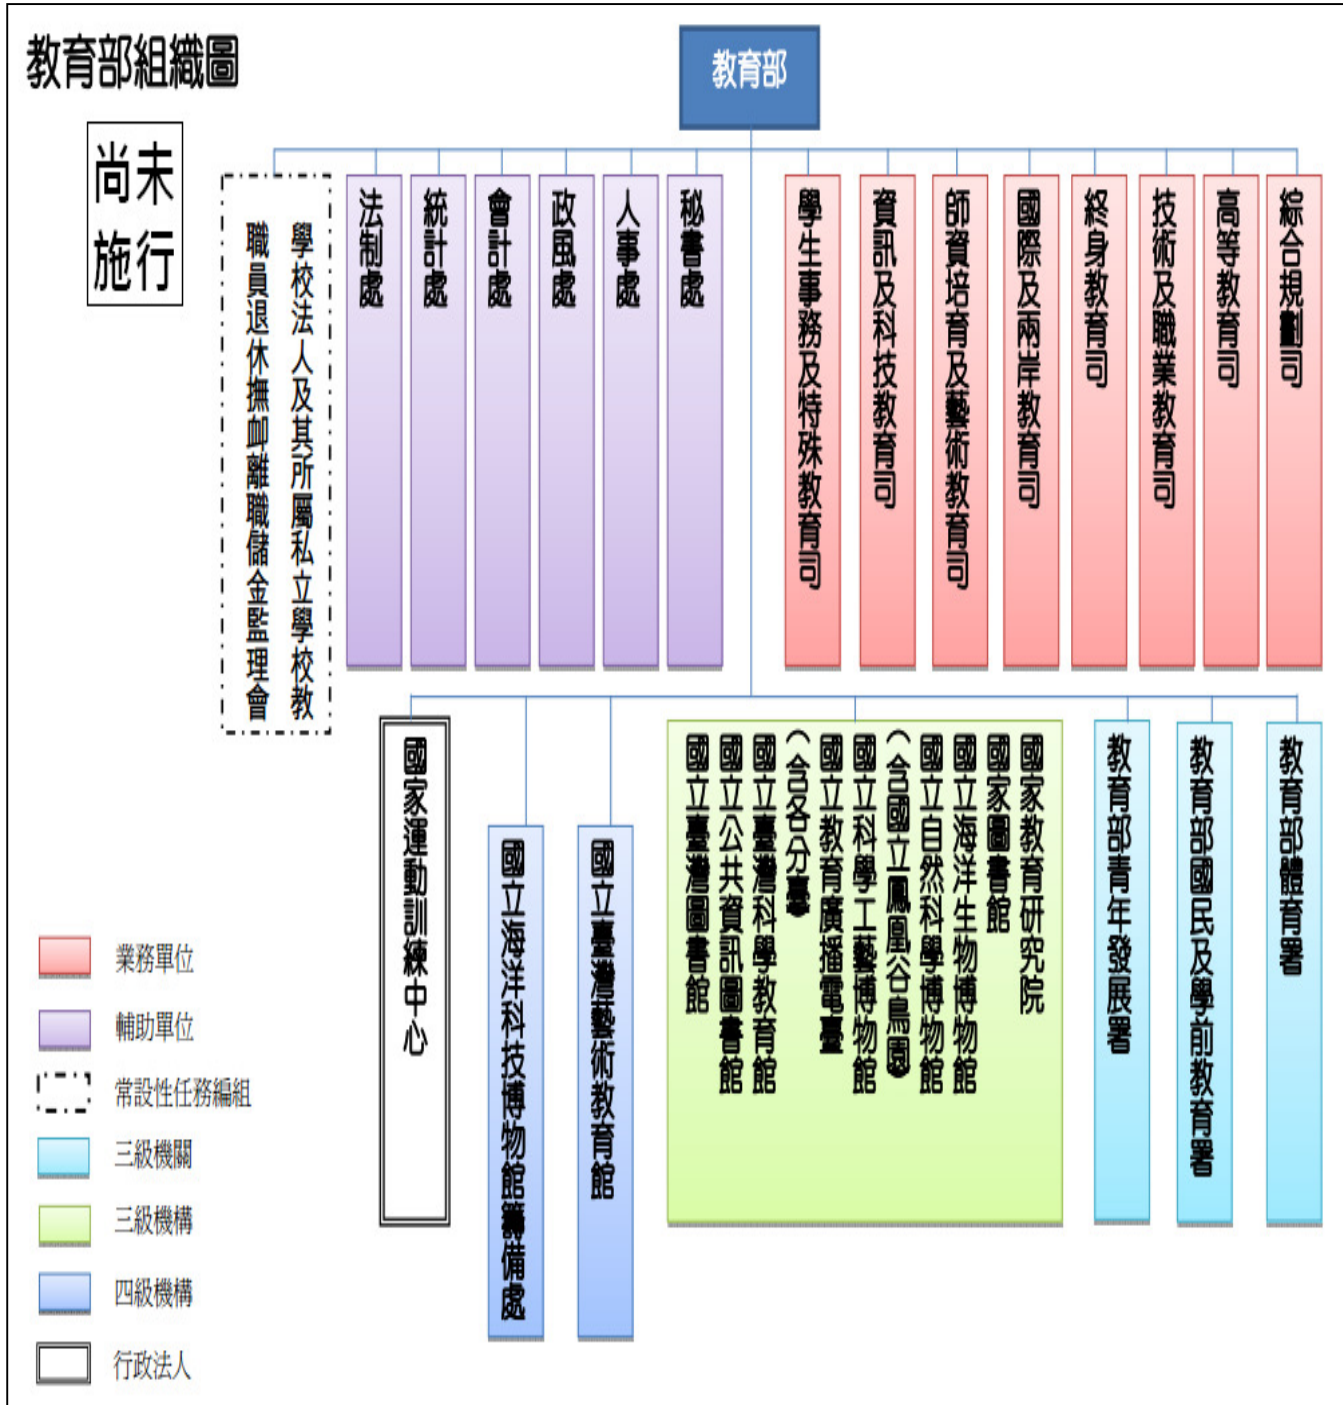 教育部組織圖
尚未
施行
教育部
綜合規劃司
高等教育司
技術及職業教育司
終身教育司
國際及兩岸教育司
師資培育及藝術教育司
資訊及科技教育司
學生事務及特殊教育司
秘書處
人事處
政風處
會計處
統計處
法制處
學校法人及其所屬私立學校教
職員退休撫卹離職儲金監理會
教育部體育署
教育部國民及學前教育署
教育部青年發展署
國家教育研究院
國家圖書館
國立海洋生物博物館
國立自然科學博物館
(含國立鳳凰谷鳥園)
國立科學工藝博物館
國立教育廣播電臺
(含各分臺)
國立臺灣科學教育館
國立公共資訊圖書館
國立臺灣圖書館
國立臺灣藝術教育館
國立海洋科技博物館籌備處
國家運動訓練中心
業務單位
輔助單位
常設性任務編組
三級機關
三級機構
四級機構
行政法人